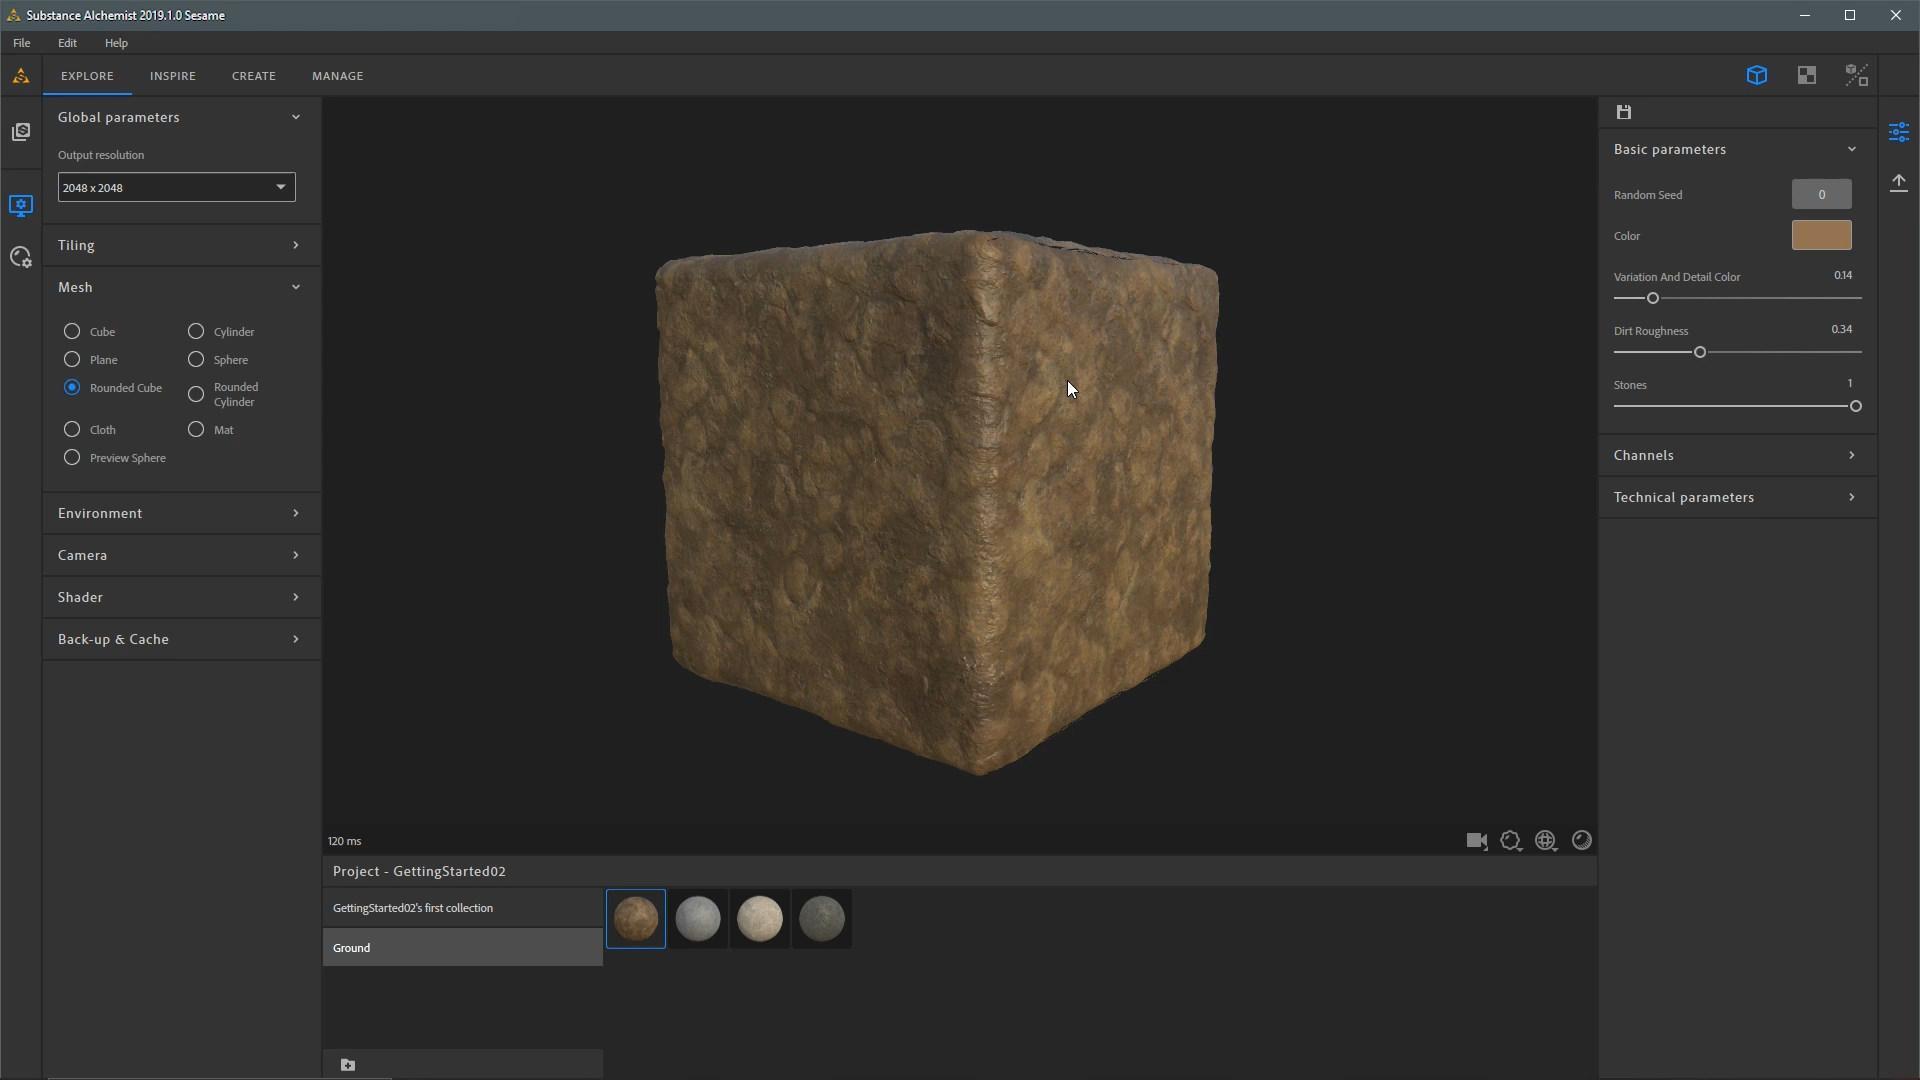 Substance Alchemist 2019.1.0 Sesame
File Edit Help
EXPLORE INSPIRE CREATE MANAGE
Global parameters
Output resolution
2048 x 2048
Tiling
Mesh
Cube Cylinder
Plane Sphere
Rounded Cube Rounded Cylinder
Cloth Mat
Preview Sphere
Environment
Camera
Shader
Back-up & Cache
120 ms
Project - GettingStarted02
GettingStarted02's first collection
Ground
Basic parameters
Random Seed 0
Color
Variation And Detail Color 0.14
Dirt Roughness 0.34
Stones 1
Channels
Technical parameters